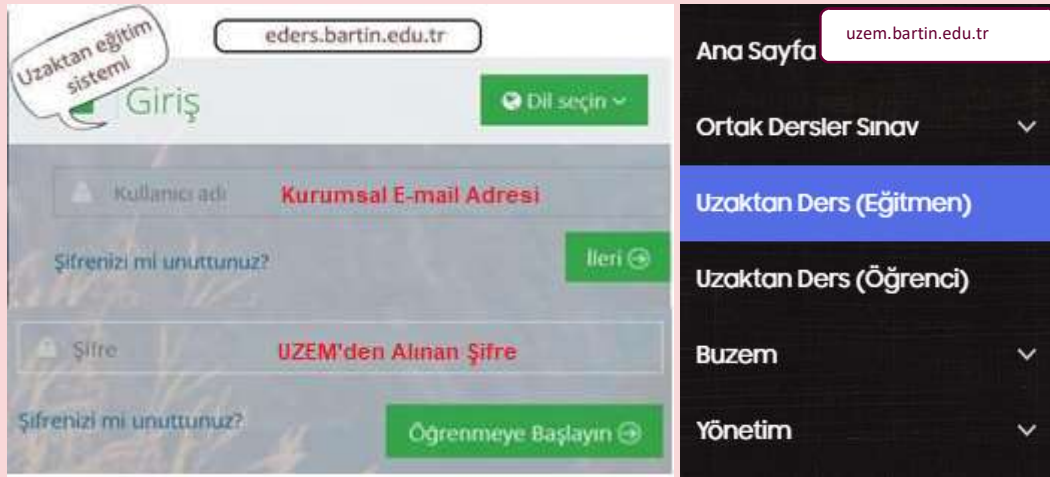 Uzaktan eğitim
sistemi
eders.bartin.edu.tr
Giriş
Dil seçin
Kullanıcı adı
Kurumsal E-mail Adresi
Şifrenizi mi unuttunuz?
İleri
Şifre
UZEM'den Alınan Şifre
Şifrenizi mi unuttunuz?
Öğrenmeye Başlayın
uzem.bartin.edu.tr
Ana Sayfa
Ortak Dersler Sınav
Uzaktan Ders (Eğitmen)
Uzaktan Ders (Öğrenci)
Buzem
Yönetim